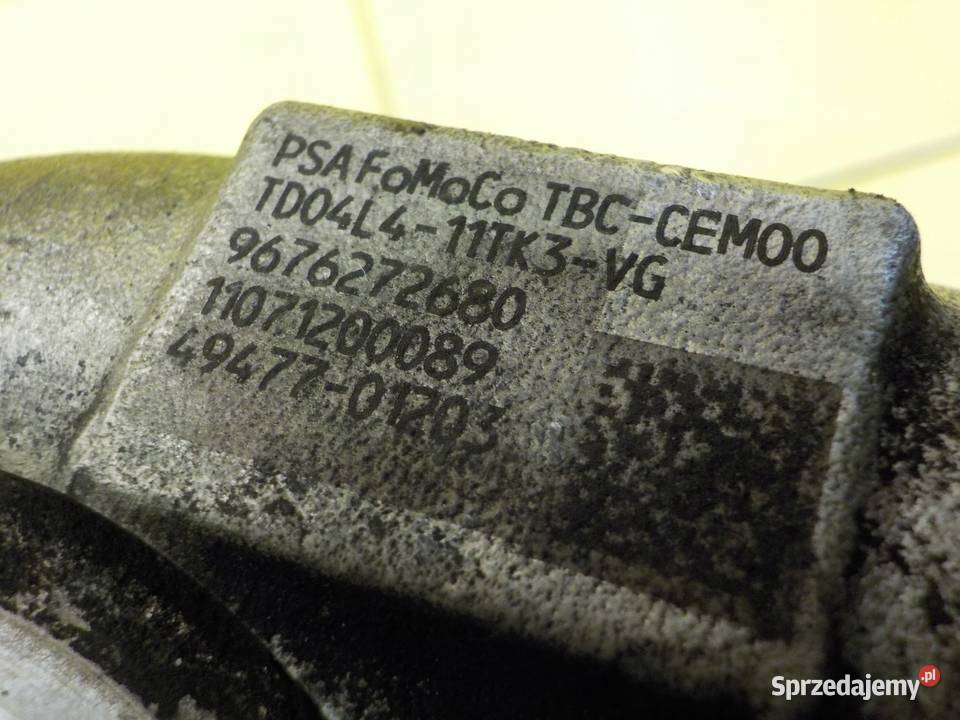 PSA FoMoCo TBC-CEM00
TD04L4-11TK3-VG
9676272680
11071200089
49477-01203
Sprzedajemy.pl